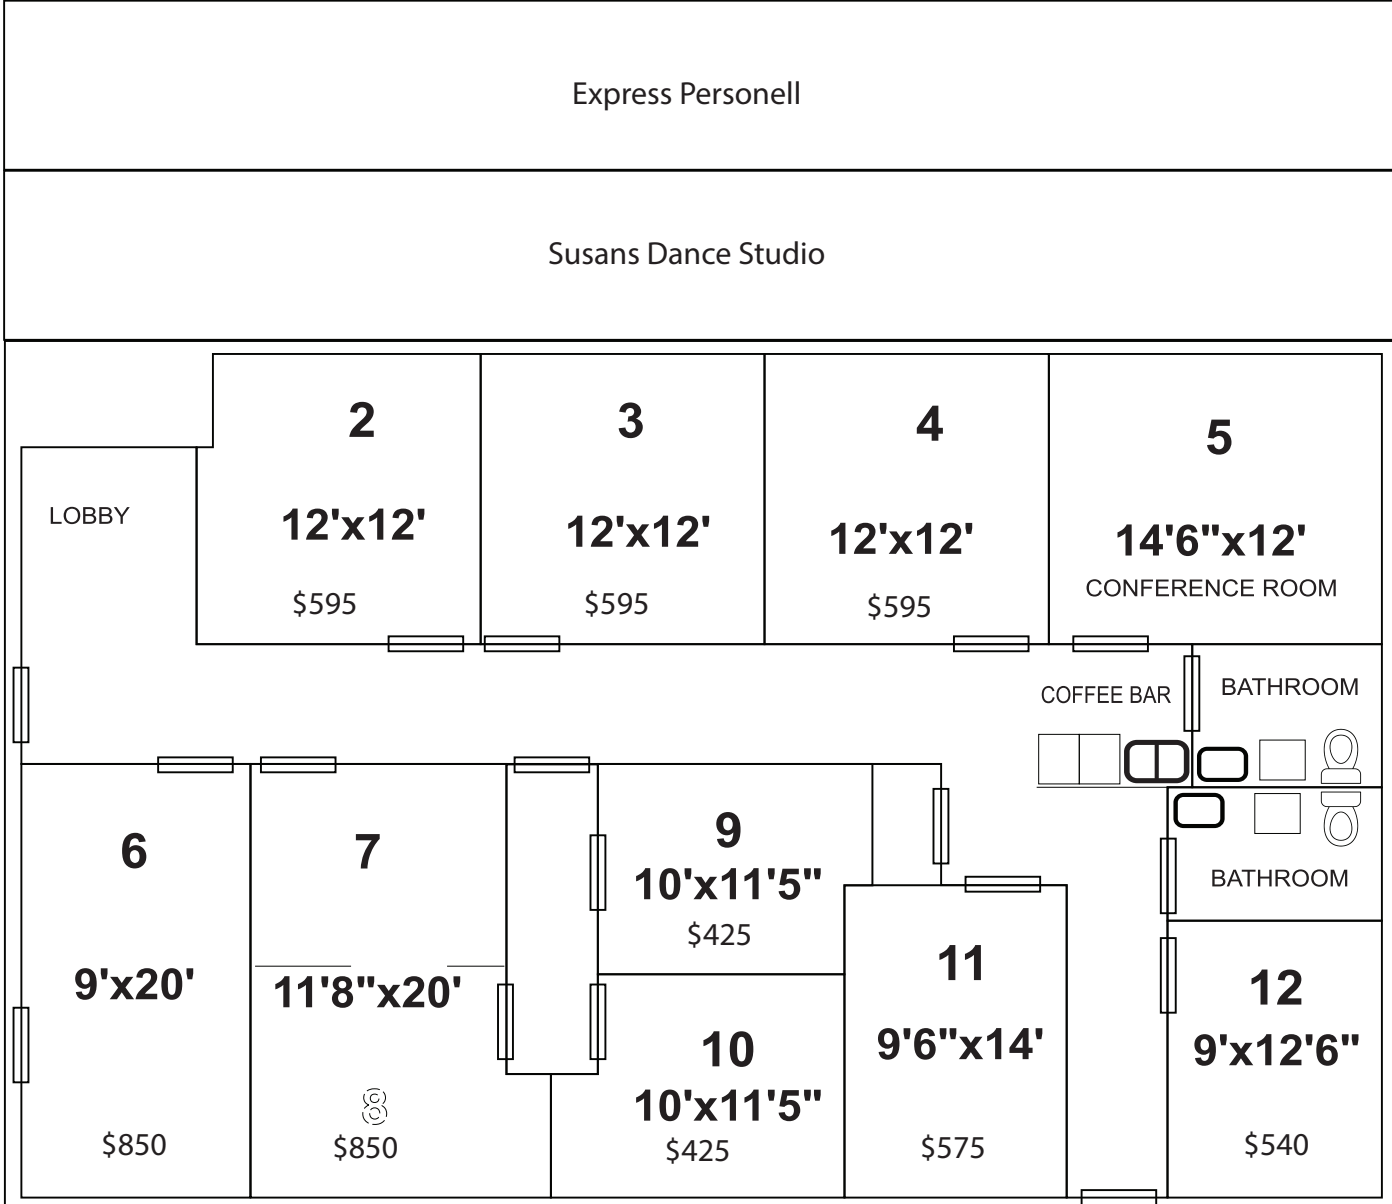 Express Personell
Susans Dance Studio
2
12'x12'
$595
3
12'x12'
$595
4
12'x12'
$595
5
14'6"x12'
CONFERENCE ROOM
LOBBY
COFFEE BAR
BATHROOM
BATHROOM
6
9'x20'
$850
7
11'8"x20'
8
$850
9
10'x11'5"
$425
10
10'x11'5"
$425
11
9'6"x14'
$575
12
9'x12'6"
$540